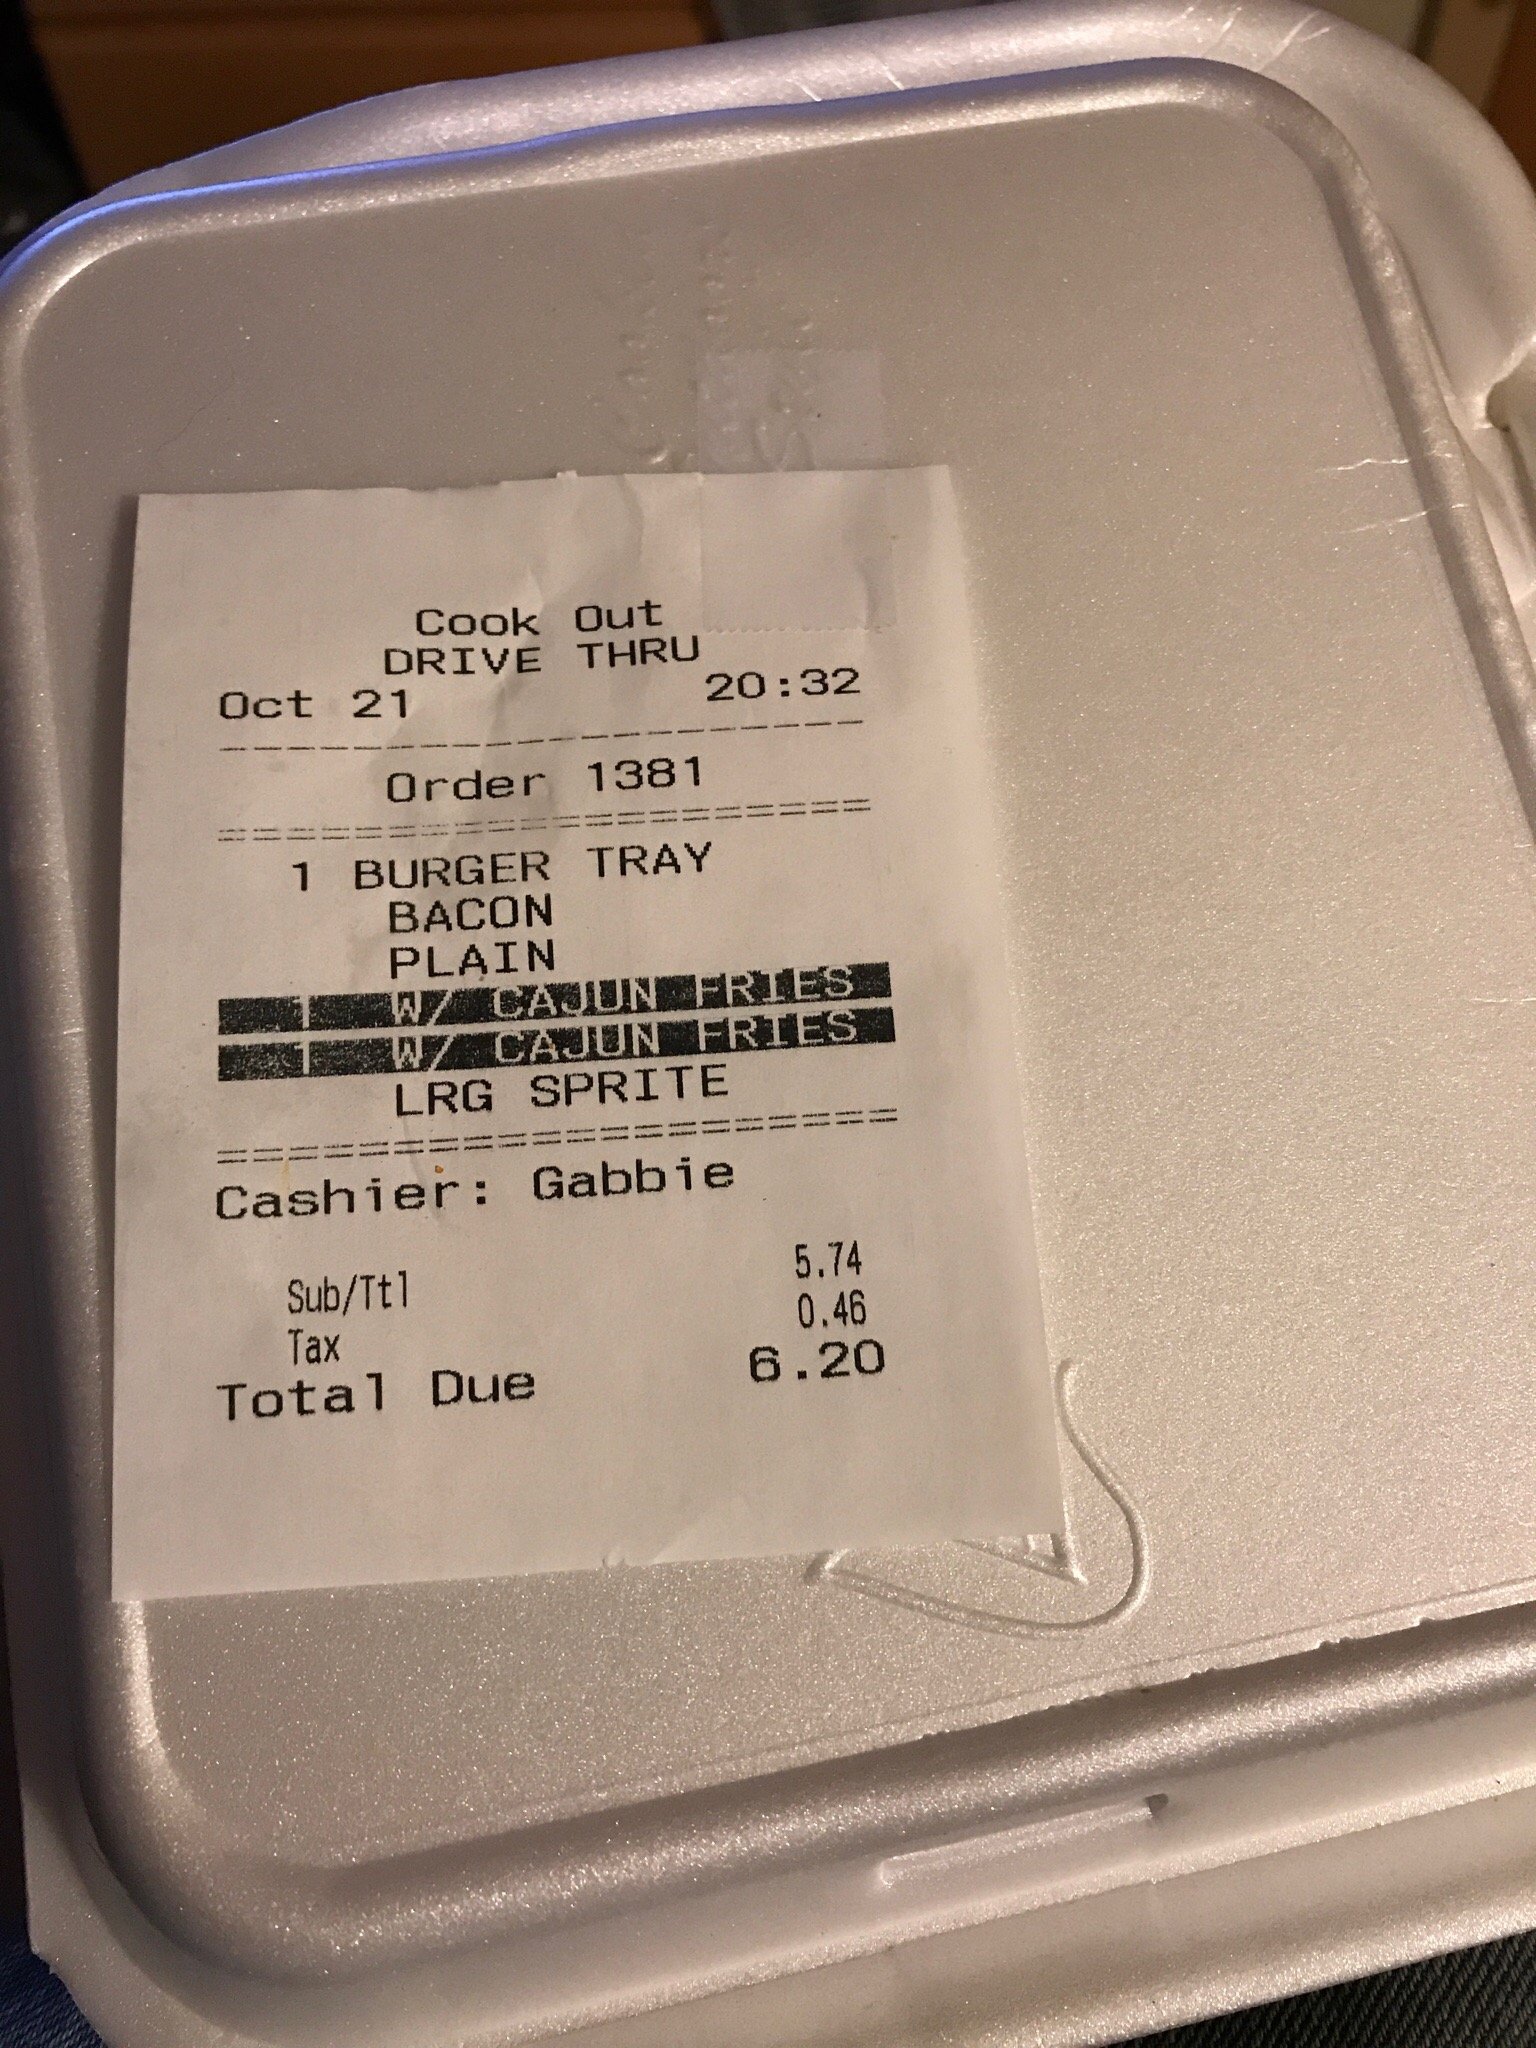 Cook Out
DRIVE THRU
Oct 21 20:32
--------------------
Order 1381
====================
1 BURGER TRAY
BACON
PLAIN
1 W/ CAJUN FRIES
1 W/ CAJUN FRIES
LRG SPRITE
====================
Cashier: Gabbie
Sub/Ttl 5.74
Tax 0.46
Total Due 6.20